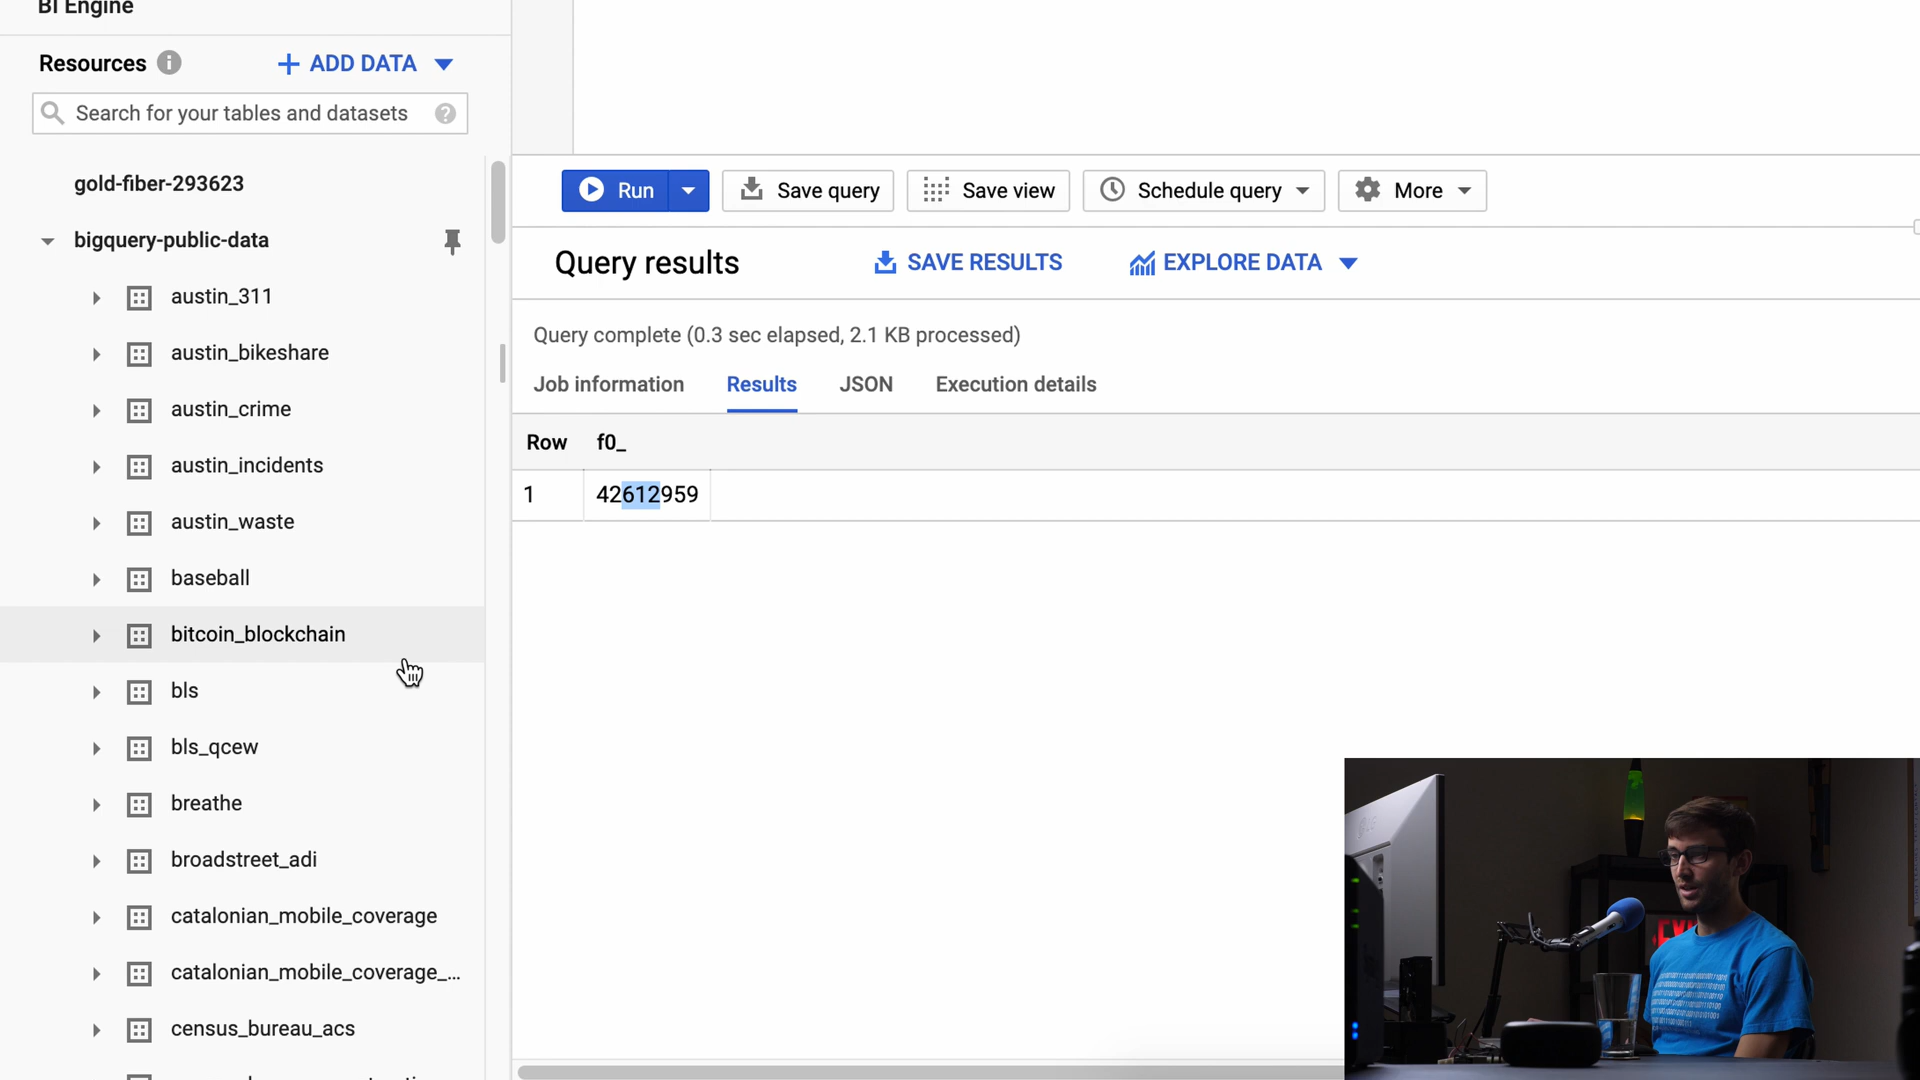 BI Engine
Resources
ADD DATA
Search for your tables and datasets
gold-fiber-293623
bigquery-public-data
austin_311
austin_bikeshare
austin_crime
austin_incidents
austin_waste
baseball
bitcoin_blockchain
bls
bls_qcew
breathe
broadstreet_adi
catalonian_mobile_coverage
catalonian_mobile_coverage_...
census_bureau_acs
Run
Save query
Save view
Schedule query
More
Query results
SAVE RESULTS
EXPLORE DATA
Query complete (0.3 sec elapsed, 2.1 KB processed)
Job information
Results
JSON
Execution details
Row
f0_
1
42612959